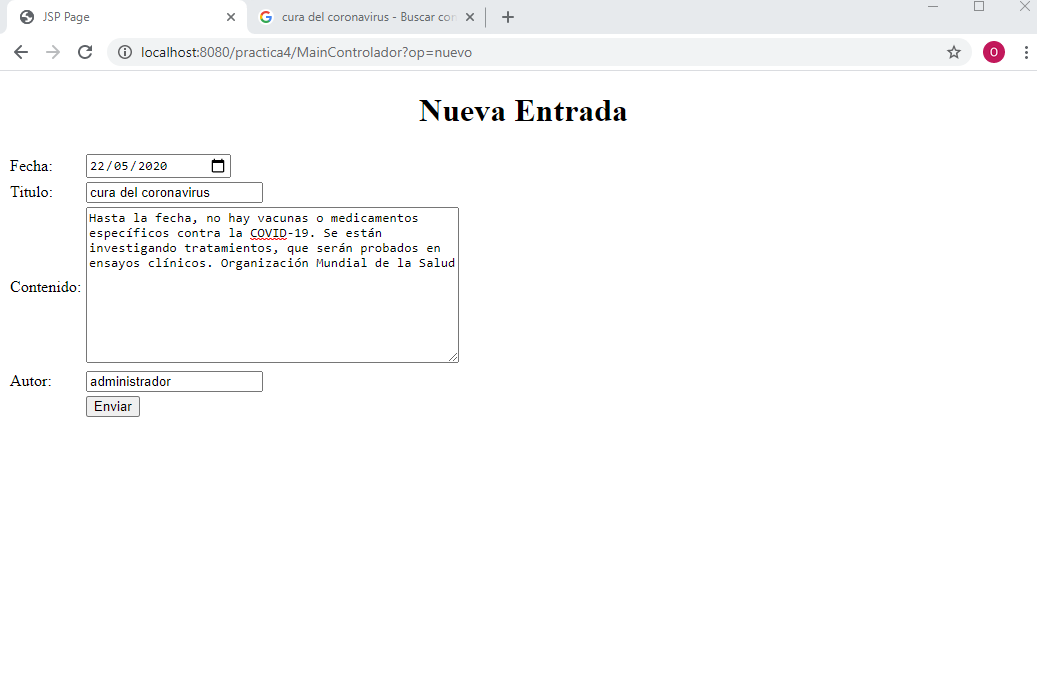 JSP Page
cura del coronavirus - Buscar con
localhost:8080/practica4/MainControlador?op=nuevo
O
Nueva Entrada
Fecha: 22/05/2020
Titulo: cura del coronavirus
Hasta la fecha, no hay vacunas o medicamentos
específicos contra la COVID-19. Se están
investigando tratamientos, que serán probados en
ensayos clínicos. Organización Mundial de la Salud
Contenido:
Autor: administrador
Enviar